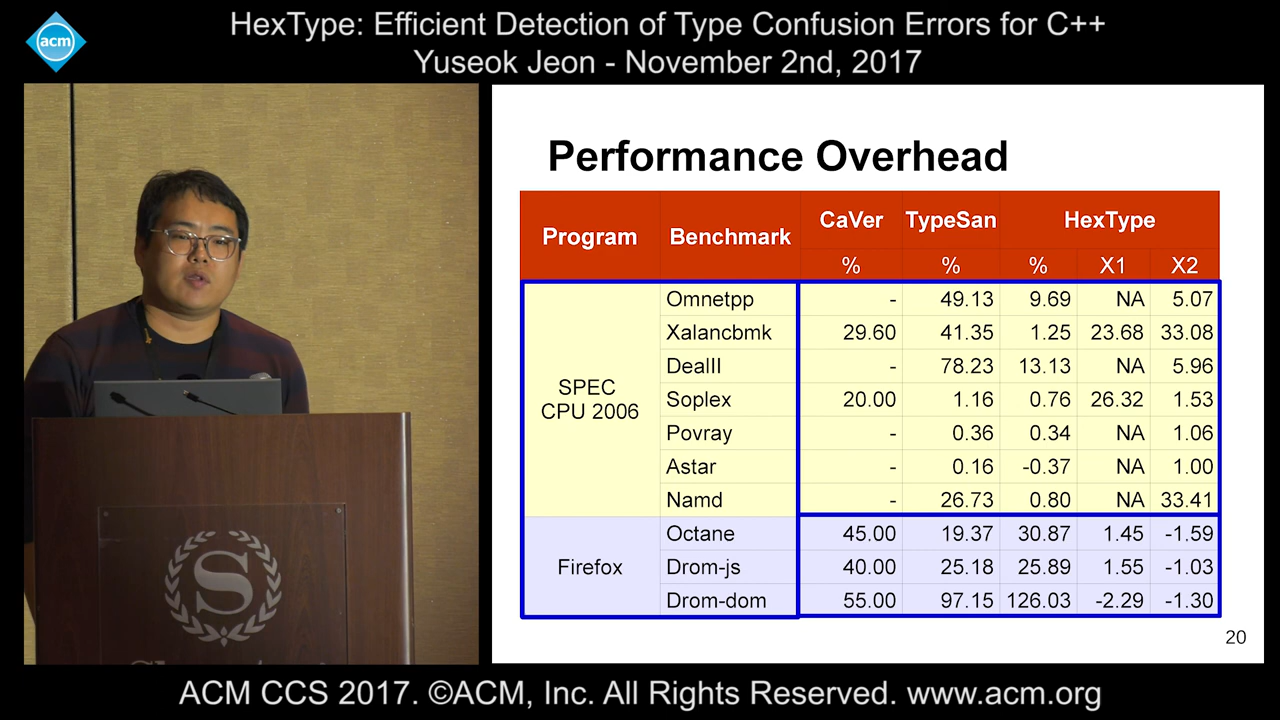 acm
HexType: Efficient Detection of Type Confusion Errors for C++
Yuseok Jeon - November 2nd, 2017
S
Performance Overhead
Program Benchmark CaVer TypeSan HexType
% % % X1 X2
SPEC CPU 2006
Omnetpp - 49.13 9.69 NA 5.07
Xalancbmk 29.60 41.35 1.25 23.68 33.08
DealII - 78.23 13.13 NA 5.96
Soplex 20.00 1.16 0.76 26.32 1.53
Povray - 0.36 0.34 NA 1.06
Astar - 0.16 -0.37 NA 1.00
Namd - 26.73 0.80 NA 33.41
Firefox
Octane 45.00 19.37 30.87 1.45 -1.59
Drom-js 40.00 25.18 25.89 1.55 -1.03
Drom-dom 55.00 97.15 126.03 -2.29 -1.30
20
ACM CCS 2017. ©ACM, Inc. All Rights Reserved. www.acm.org